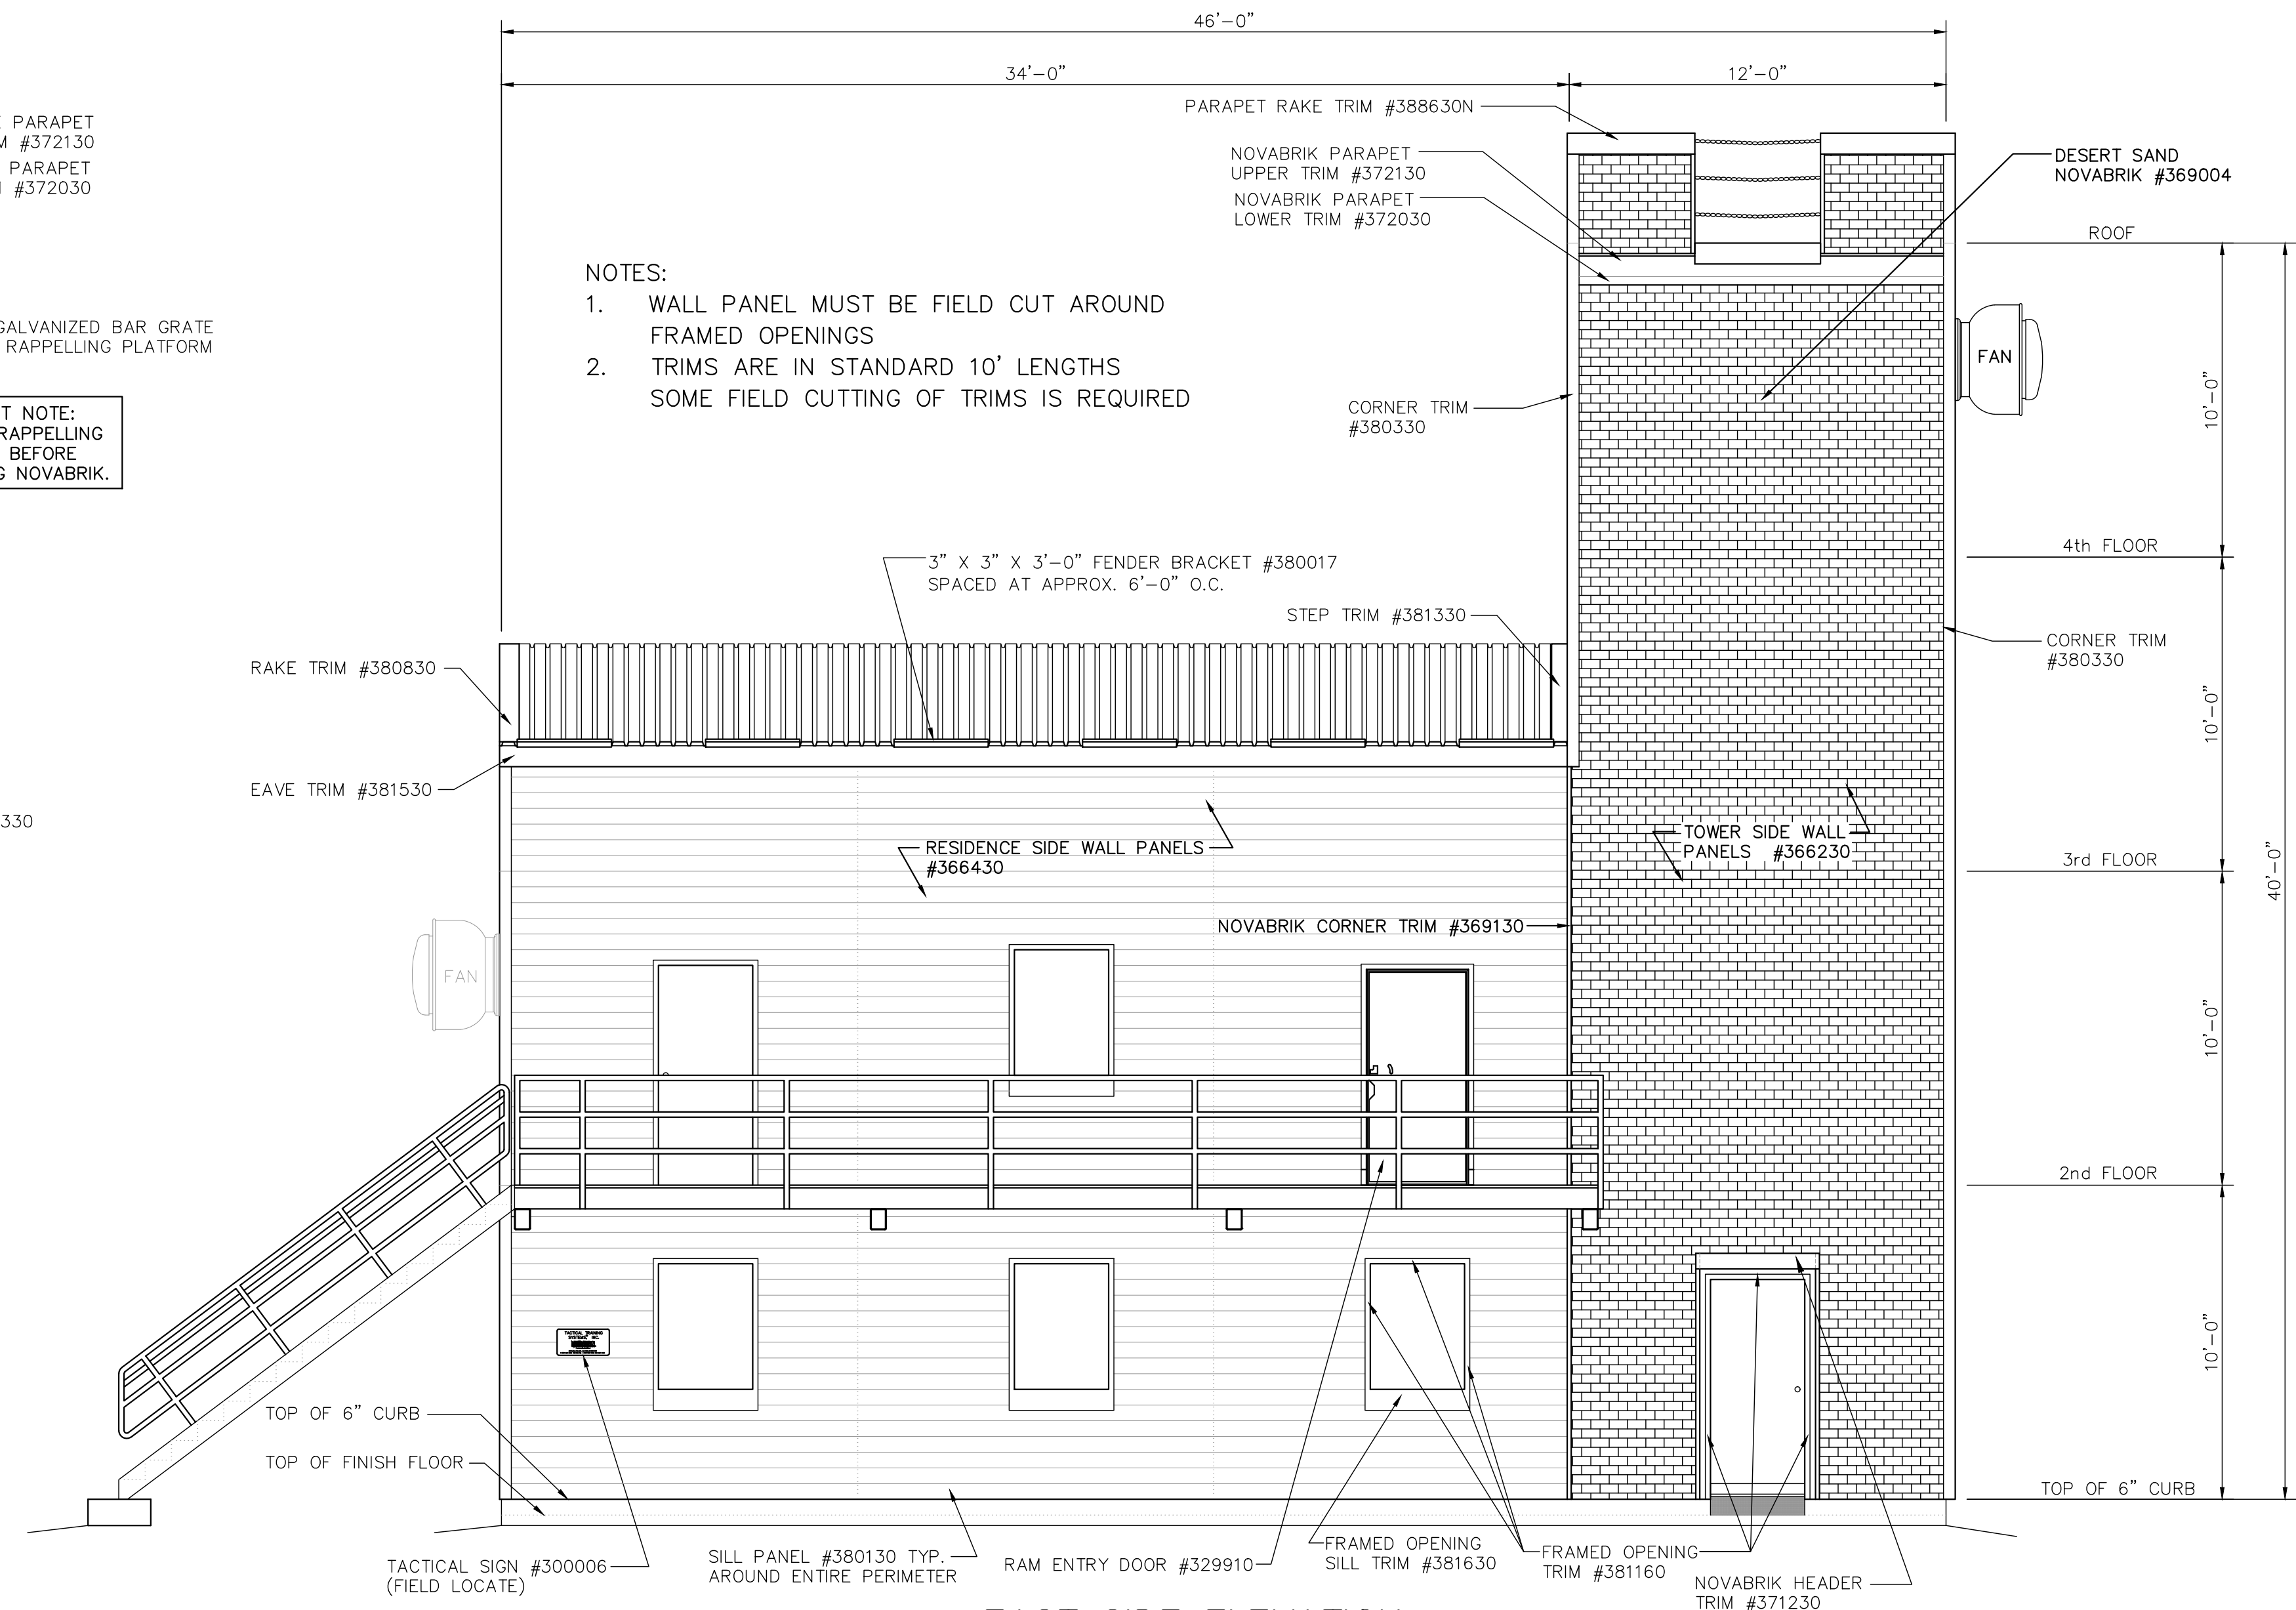 46'-0"
34'-0"
12'-0"
PARAPET RAKE TRIM #388630N
PARAPET
#372130
PARAPET
#372030
NOVABRIK PARAPET
UPPER TRIM #372130
NOVABRIK PARAPET
LOWER TRIM #372030
DESERT SAND
NOVABRIK #369004
ROOF
NOTES:
1. WALL PANEL MUST BE FIELD CUT AROUND
FRAMED OPENINGS
2. TRIMS ARE IN STANDARD 10' LENGTHS
SOME FIELD CUTTING OF TRIMS IS REQUIRED
GALVANIZED BAR GRATE
RAPPELLING PLATFORM
NOTE:
RAPPELLING
BEFORE
NOVABRIK.
FAN
10'-0"
CORNER TRIM
#380330
4th FLOOR
3" X 3" X 3'-0" FENDER BRACKET #380017
SPACED AT APPROX. 6'-0" O.C.
STEP TRIM #381330
CORNER TRIM
#380330
RAKE TRIM #380830
10'-0"
EAVE TRIM #381530
330
RESIDENCE SIDE WALL PANELS
#366430
TOWER SIDE WALL
PANELS #366230
3rd FLOOR
40'-0"
NOVABRIK CORNER TRIM #369130
FAN
10'-0"
2nd FLOOR
TACTICAL TRAINING
SYSTEMS, INC.
10'-0"
TOP OF 6" CURB
TOP OF FINISH FLOOR
TOP OF 6" CURB
TACTICAL SIGN #300006
(FIELD LOCATE)
SILL PANEL #380130 TYP.
AROUND ENTIRE PERIMETER
RAM ENTRY DOOR #329910
FRAMED OPENING
SILL TRIM #381630
FRAMED OPENING
TRIM #381160
NOVABRIK HEADER
TRIM #371230